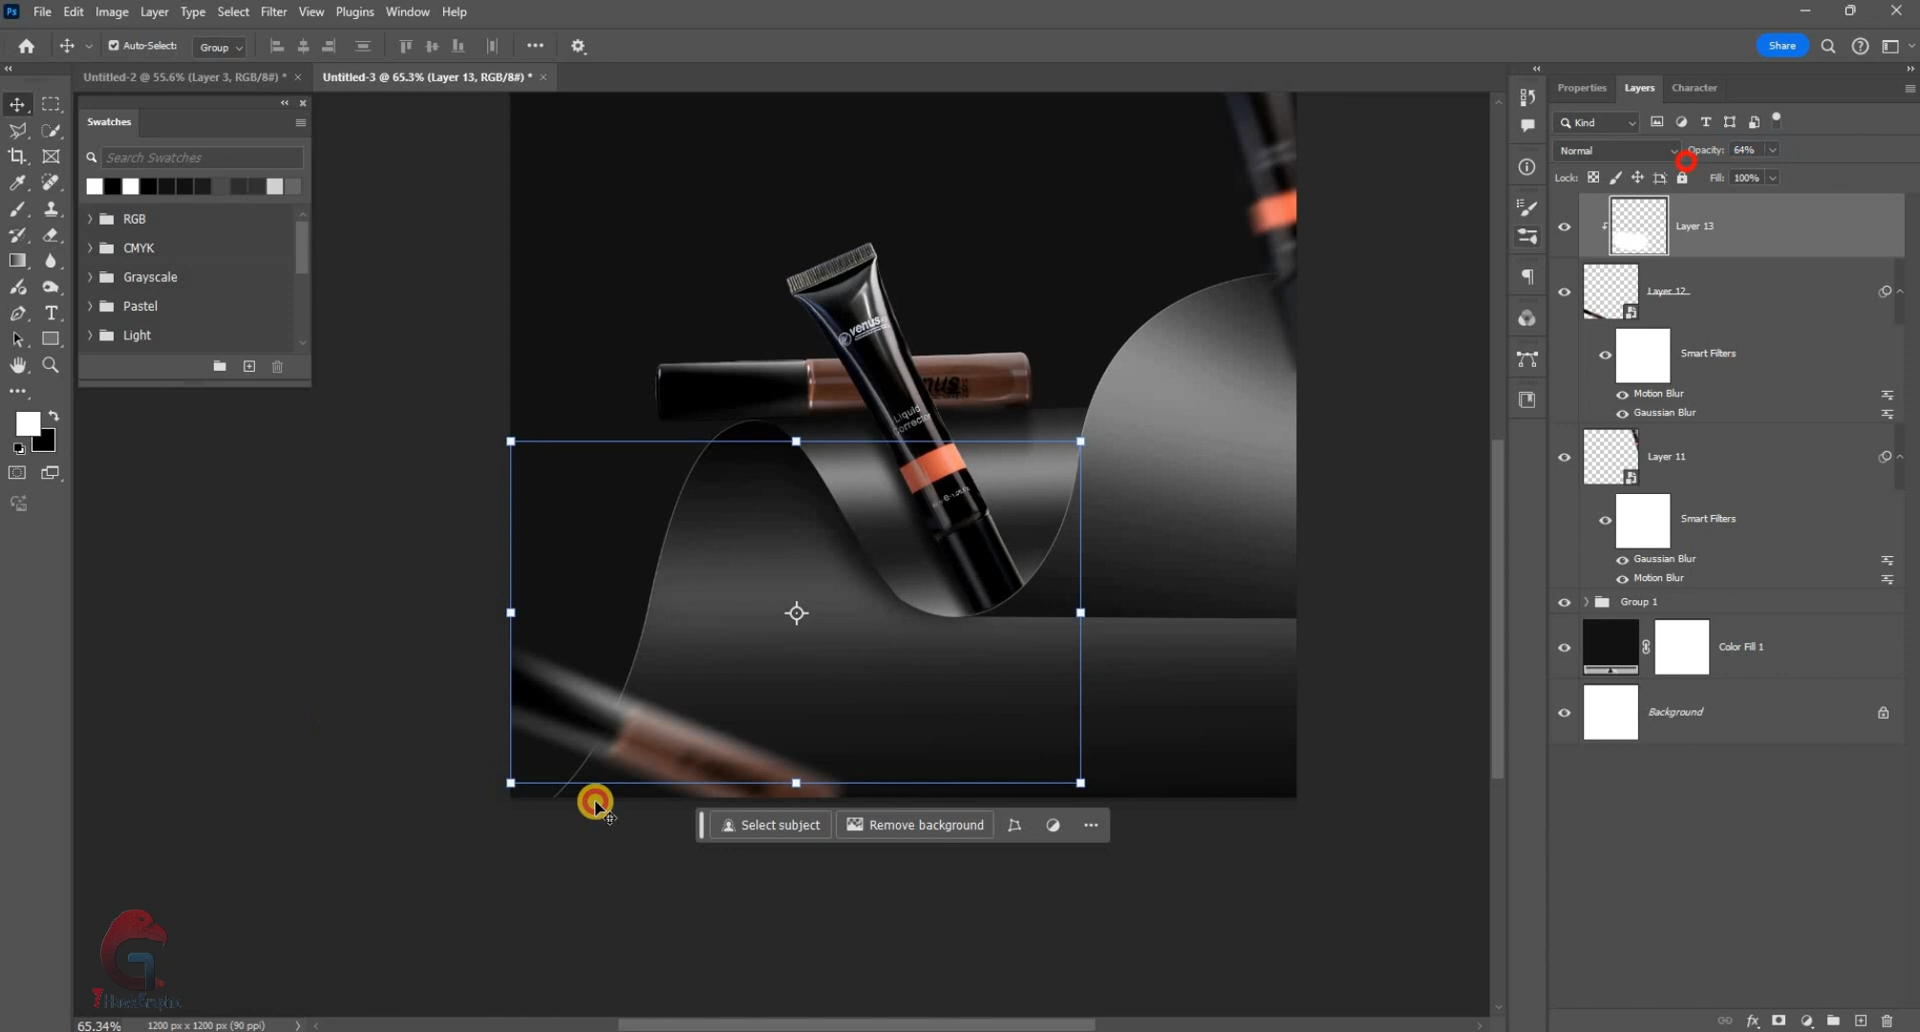 Ps File Edit Image Layer Type Select Filter View Plugins Window Help
Auto-Select: Group Share
Untitled-2 @ 55.6% (Layer 3, RGB/8#) * × Untitled-3 @ 65.3% (Layer 13, RGB/8#) * ×
Swatches
Search Swatches
RGB
CMYK
Grayscale
Pastel
Light
venus
Liquid
Corrector
Select subject Remove background
Properties Layers Character
Kind
Normal Opacity: 64%
Lock: Fill: 100%
Layer 13
Layer 12
Smart Filters
Motion Blur
Gaussian Blur
Layer 11
Smart Filters
Gaussian Blur
Motion Blur
Group 1
Color Fill 1
Background
65.34% 1200 px x 1200 px (90 ppi)